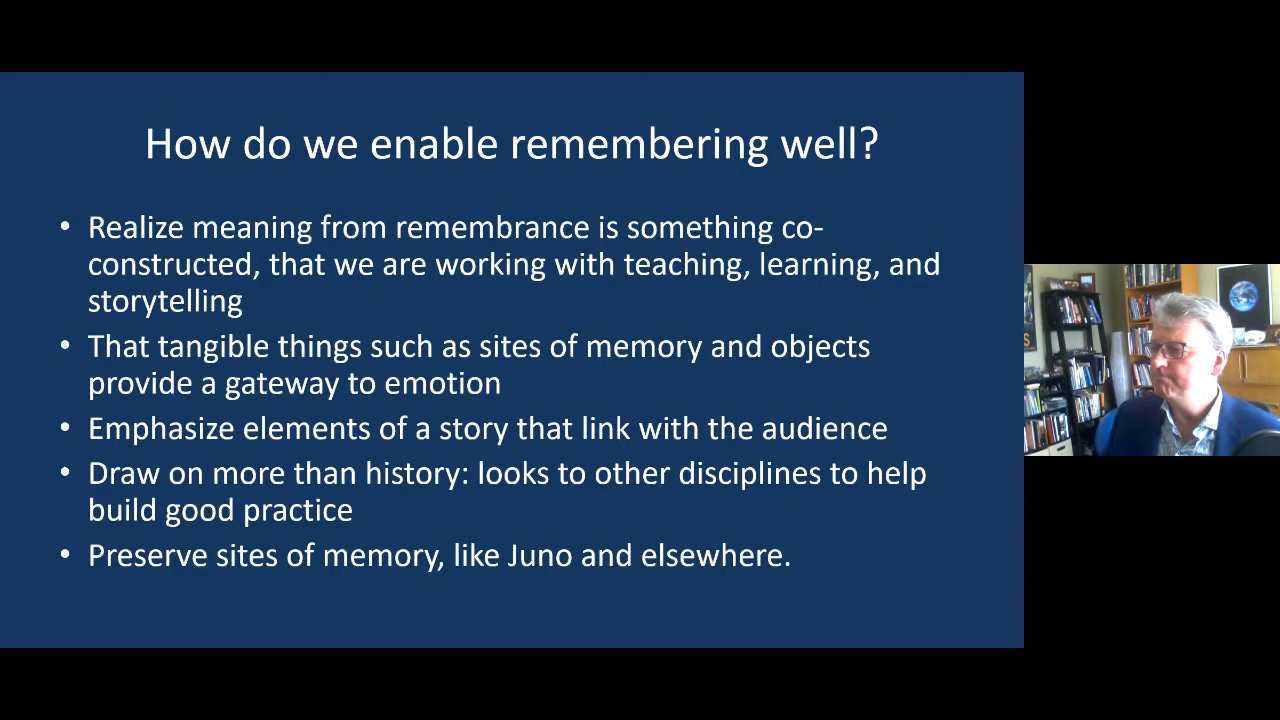 How do we enable remembering well?
• Realize meaning from remembrance is something co-
constructed, that we are working with teaching, learning, and
storytelling
• That tangible things such as sites of memory and objects
provide a gateway to emotion
• Emphasize elements of a story that link with the audience
• Draw on more than history: looks to other disciplines to help
build good practice
• Preserve sites of memory, like Juno and elsewhere.